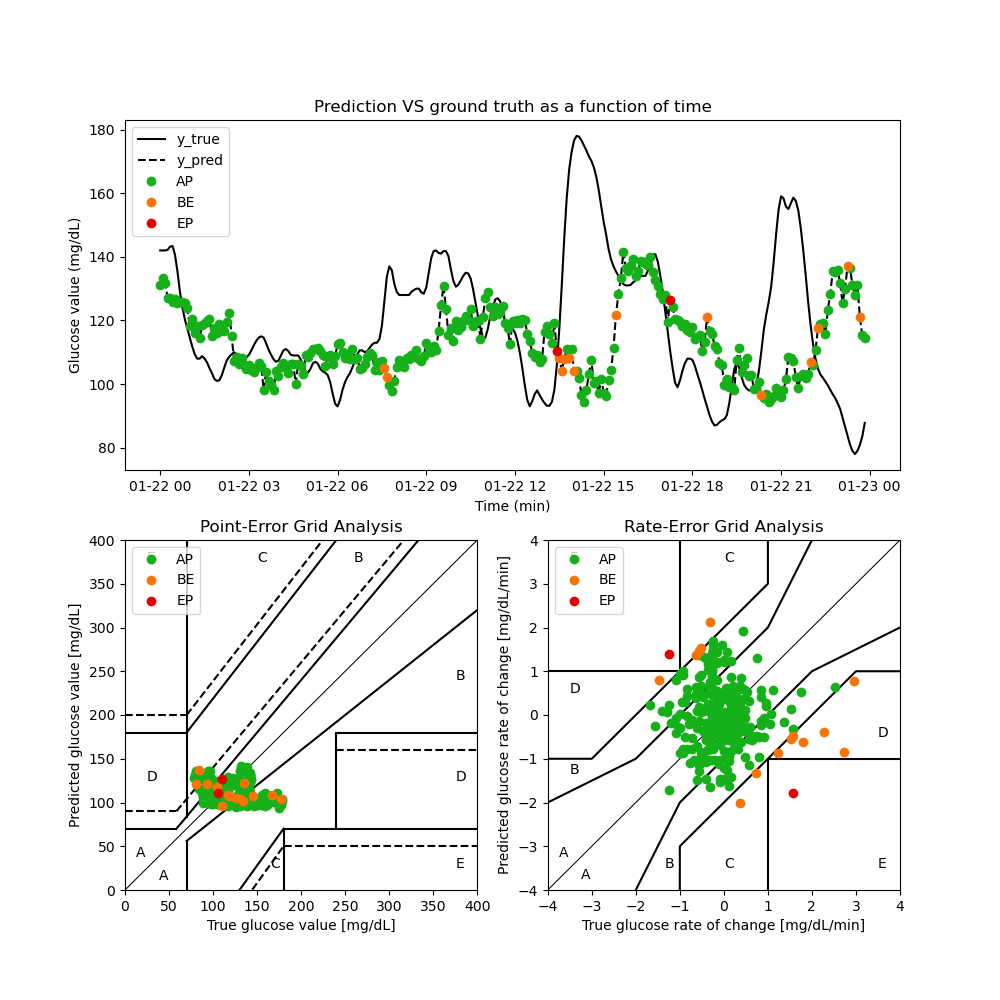 Prediction VS ground truth as a function of time
Glucose value (mg/dL)
180
160
140
120
100
80
y_true
y_pred
AP
BE
EP
01-22 00 01-22 03 01-22 06 01-22 09 01-22 12 01-22 15 01-22 18 01-22 21 01-23 00
Time (min)
Point-Error Grid Analysis
Predicted glucose value [mg/dL]
400
350
300
250
200
150
100
50
0
AP
BE
EP
C
B
B
D
D
A
A
C
E
0 50 100 150 200 250 300 350 400
True glucose value [mg/dL]
Rate-Error Grid Analysis
Predicted glucose rate of change [mg/dL/min]
4
3
2
1
0
−1
−2
−3
−4
AP
BE
EP
C
D
D
B
A
A
B
C
E
−4 −3 −2 −1 0 1 2 3 4
True glucose rate of change [mg/dL/min]